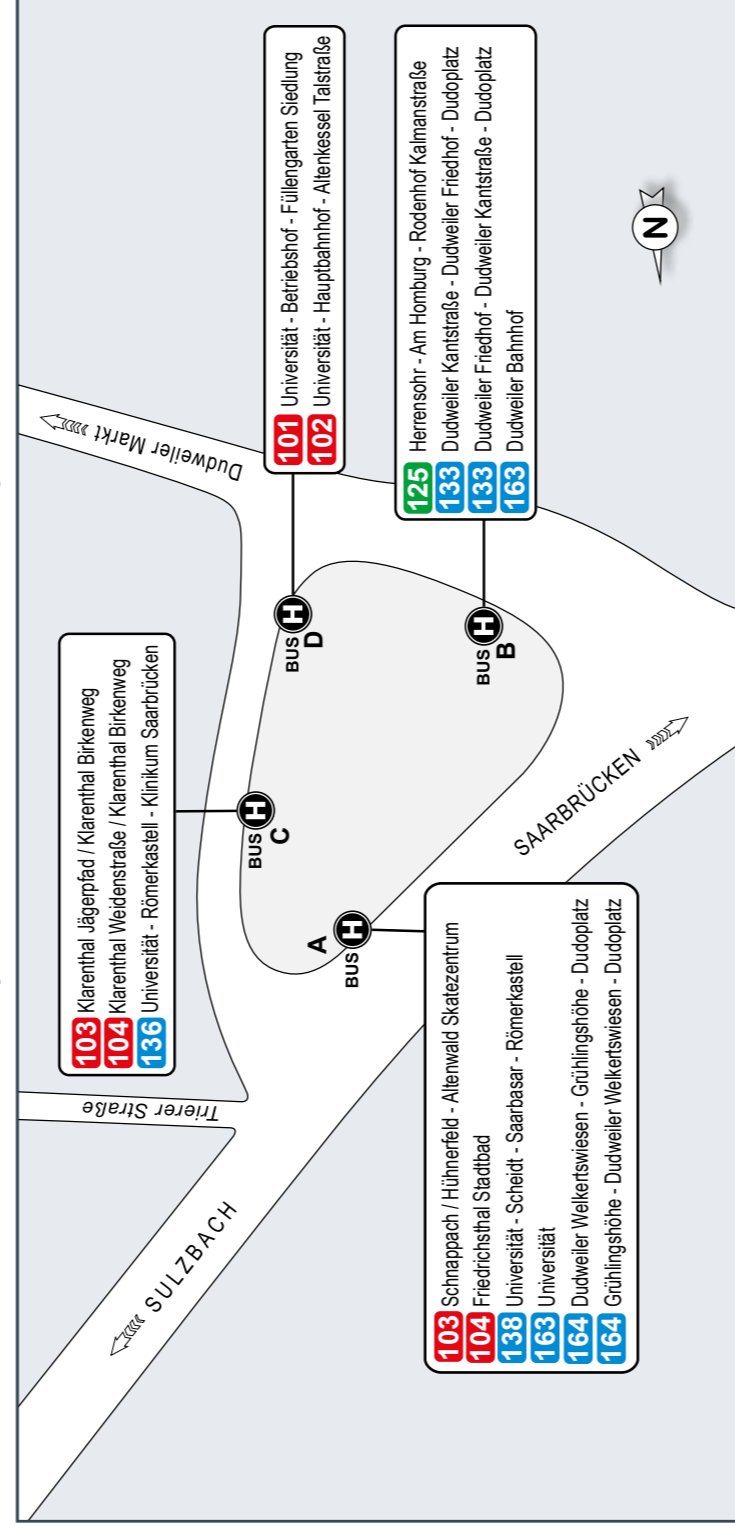 103 Klarenthal Jägerpfad / Klarenthal Birkenweg
104 Klarenthal Weidenstraße / Klarenthal Birkenweg
136 Universität - Römerkastell - Klinikum Saarbrücken
101 Universität - Betriebshof - Füllengarten Siedlung
102 Universität - Hauptbahnhof - Altenkessel Talstraße
Trierer Straße
Dudweiler Markt
SULZBACH
BUS H
C
BUS H
D
A
BUS H
BUS H
B
SAARBRÜCKEN
125 Herrensohr - Am Homburg - Rodenhof Kalmanstraße
133 Dudweiler Kantstraße - Dudweiler Friedhof - Dudoplatz
133 Dudweiler Friedhof - Dudweiler Kantstraße - Dudoplatz
163 Dudweiler Bahnhof
103 Schnappach / Hühnerfeld - Altenwald Skatezentrum
104 Friedrichsthal Stadtbad
138 Universität - Scheidt - Saarbasar - Römerkastell
163 Universität
164 Dudweiler Welkertswiesen - Grühlingshöhe - Dudoplatz
164 Grühlingshöhe - Dudweiler Welkertswiesen - Dudoplatz
N